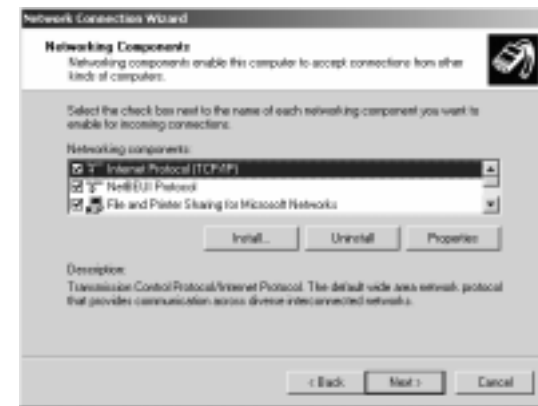 Network Connection Wizard
Networking Components
Networking components enable this computer to accept connections from other
kinds of computers.
Select the check box next to the name of each networking component you want to
enable for incoming connections.
Networking components:
Internet Protocol (TCP/IP)
NetBEUI Protocol
File and Printer Sharing for Microsoft Networks
Install... Uninstall Properties
Description:
Transmission Control Protocol/Internet Protocol. The default wide area network protocol
that provides communication across diverse interconnected networks.
< Back Next > Cancel